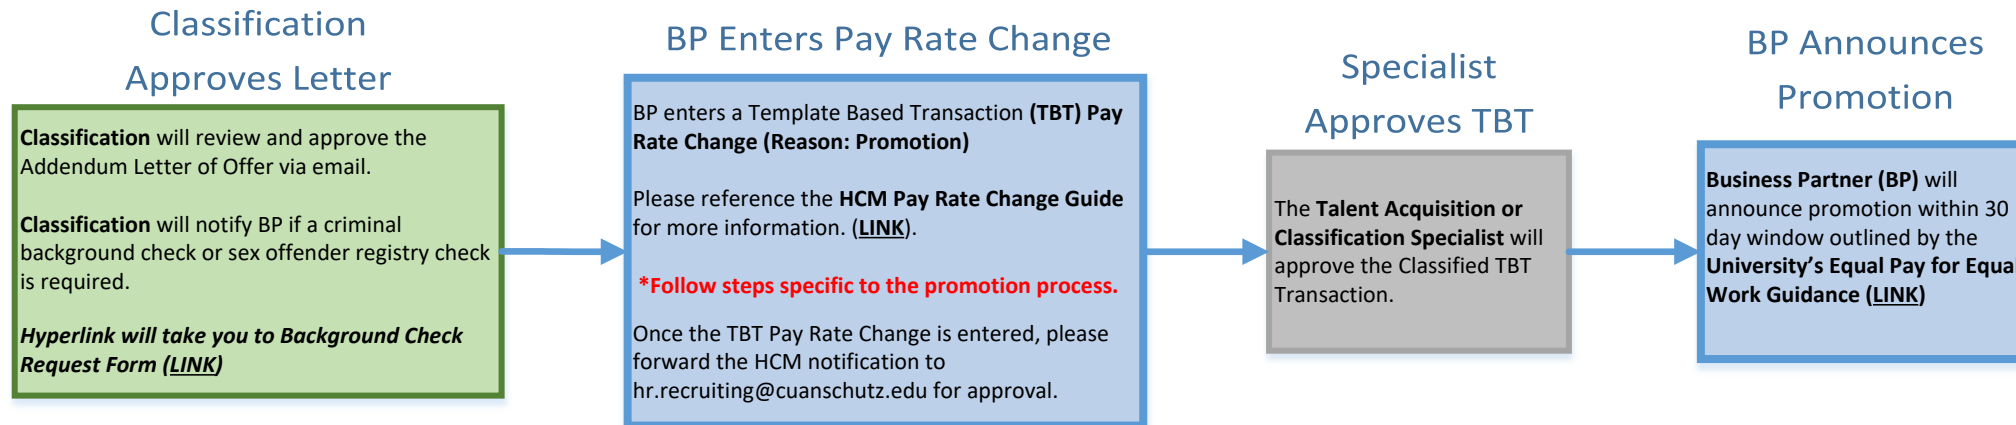 Classification
Approves Letter
Classification will review and approve the
Addendum Letter of Offer via email.
Classification will notify BP if a criminal
background check or sex offender registry check
is required.
Hyperlink will take you to Background Check
Request Form (LINK)
BP Enters Pay Rate Change
BP enters a Template Based Transaction (TBT) Pay
Rate Change (Reason: Promotion)
Please reference the HCM Pay Rate Change Guide
for more information. (LINK).
*Follow steps specific to the promotion process.
Once the TBT Pay Rate Change is entered, please
forward the HCM notification to
hr.recruiting@cuanschutz.edu for approval.
Specialist
Approves TBT
The Talent Acquisition or
Classification Specialist will
approve the Classified TBT
Transaction.
BP Announces
Promotion
Business Partner (BP) will
announce promotion within 30
day window outlined by the
University’s Equal Pay for Equal
Work Guidance (LINK)